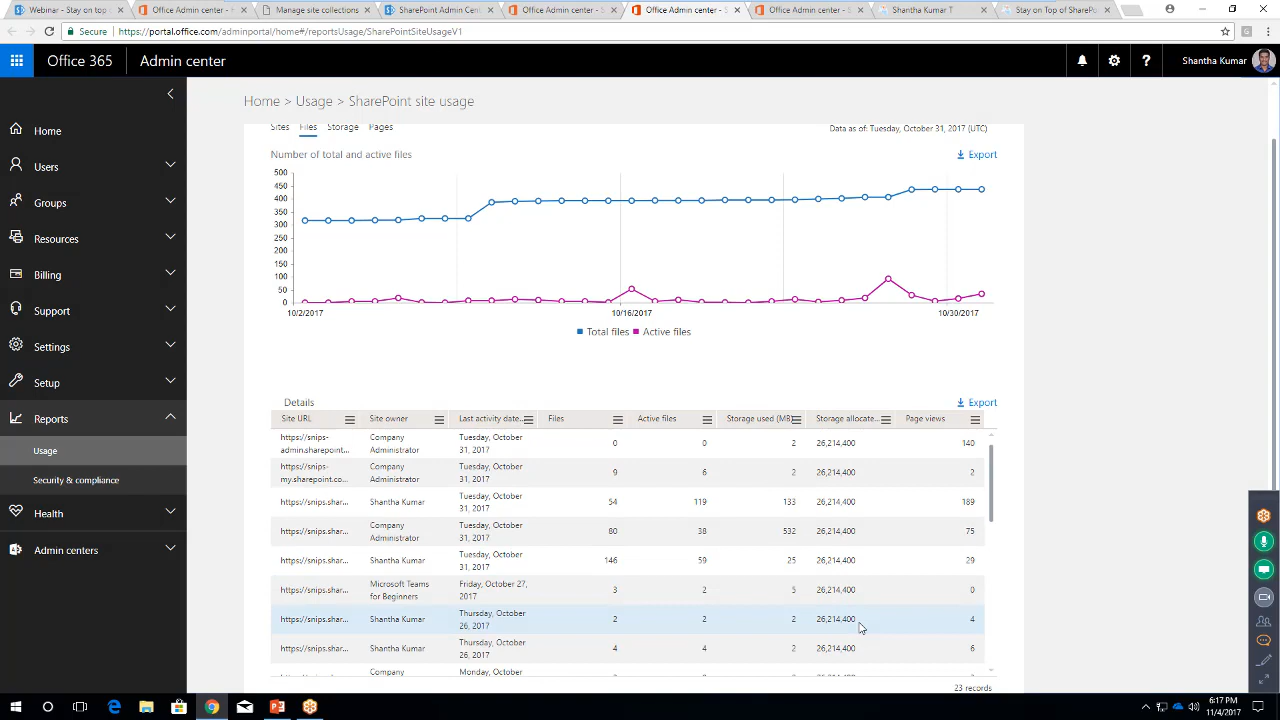 Webinar - Stay on top
Office Admin center - H
Manage site collections
SharePoint Admin Cent
Office Admin center - S
Office Admin center - S
Office Admin center - S
Shantha Kumar T
Stay on Top of SharePo
Secure
https://portal.office.com/adminportal/home#/reportsUsage/SharePointSiteUsageV1
Office 365
Admin center
Shantha Kumar
Home
Users
Groups
Resources
Billing
Support
Settings
Setup
Reports
Usage
Security & compliance
Health
Admin centers
Home > Usage > SharePoint site usage
Sites Files Storage Pages
Data as of: Tuesday, October 31, 2017 (UTC)
Number of total and active files
Export
500
450
400
350
300
250
200
150
100
50
0
10/2/2017 10/16/2017 10/30/2017
Total files Active files
Details
Export
Site URL Site owner Last activity date... Files Active files Storage used (MB) Storage allocate... Page views
https://snips-admin.sharepoint... Company Administrator Tuesday, October 31, 2017 0 0 2 26,214,400 140
https://snips-my.sharepoint.co... Company Administrator Tuesday, October 31, 2017 9 6 2 26,214,400 2
https://snips.shar... Shantha Kumar Tuesday, October 31, 2017 54 119 133 26,214,400 189
https://snips.shar... Company Administrator Tuesday, October 31, 2017 80 38 532 26,214,400 75
https://snips.shar... Shantha Kumar Tuesday, October 31, 2017 146 59 25 26,214,400 29
https://snips.shar... Microsoft Teams for Beginners Friday, October 27, 2017 3 2 5 26,214,400 0
https://snips.shar... Shantha Kumar Thursday, October 26, 2017 2 2 2 26,214,400 4
https://snips.shar... Shantha Kumar Thursday, October 26, 2017 4 4 2 26,214,400 6
Company Monday, October
23 records
6:17 PM
11/4/2017